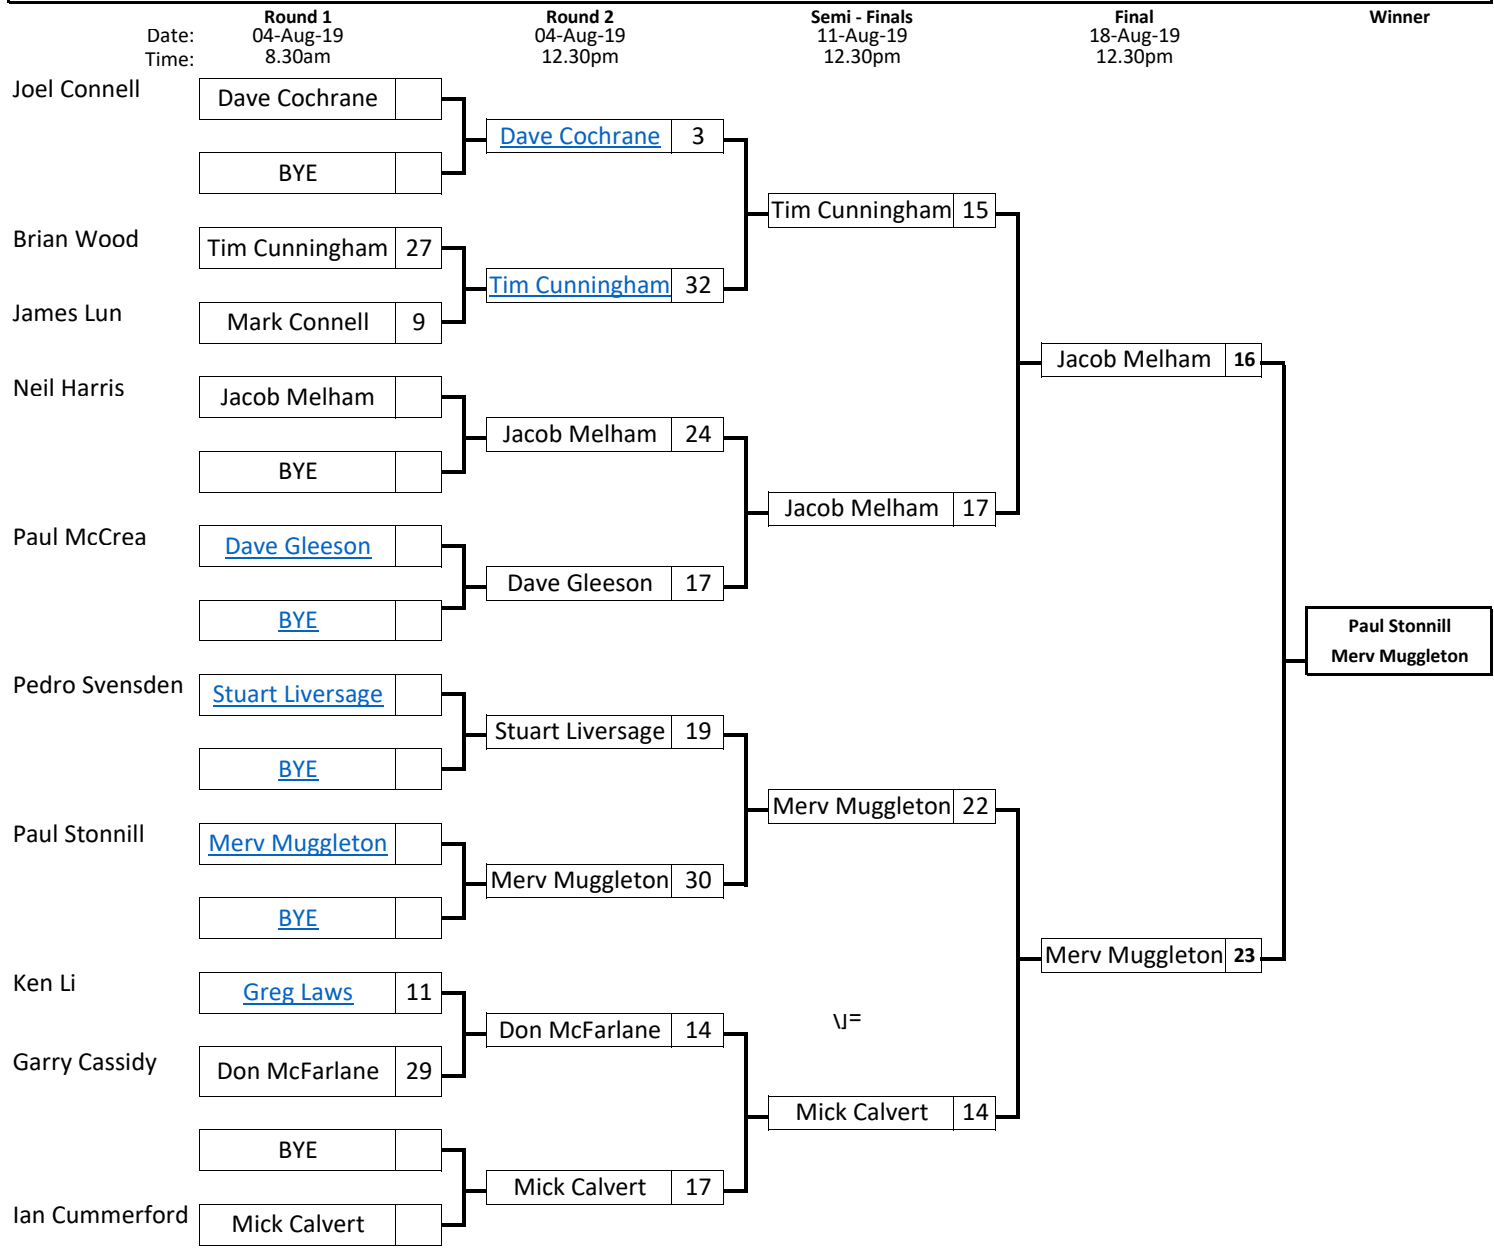 Round 1 Round 2 Semi - Finals Final Winner
Date: 04-Aug-19 04-Aug-19 11-Aug-19 18-Aug-19
Time: 8.30am 12.30pm 12.30pm 12.30pm
Joel Connell Dave Cochrane
Dave Cochrane 3
BYE
Tim Cunningham 15
Brian Wood Tim Cunningham 27
Tim Cunningham 32
James Lun Mark Connell 9
Jacob Melham 16
Neil Harris Jacob Melham
Jacob Melham 24
BYE
Jacob Melham 17
Paul McCrea Dave Gleeson
Dave Gleeson 17
BYE
Paul Stonnill
Merv Muggleton
Pedro Svensden Stuart Liversage
Stuart Liversage 19
BYE
Merv Muggleton 22
Paul Stonnill Merv Muggleton
Merv Muggleton 30
BYE
Merv Muggleton 23
Ken Li Greg Laws 11
Don McFarlane 14
\J=
Garry Cassidy Don McFarlane 29
Mick Calvert 14
BYE
Mick Calvert 17
Ian Cummerford Mick Calvert